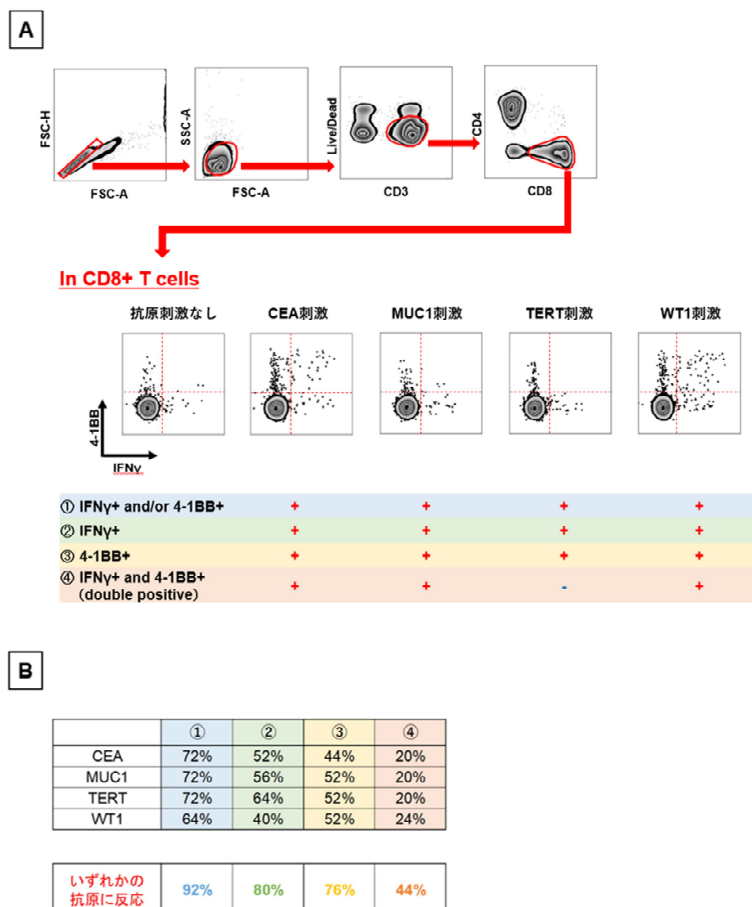 A
FSC-H
FSC-A
SSC-A
FSC-A
Live/Dead
CD3
CD4
CD8
In CD8+ T cells
抗原刺激なし CEA刺激 MUC1刺激 TERT刺激 WT1刺激
4-1BB
IFNγ
① IFNγ+ and/or 4-1BB+ + + + +
② IFNγ+ + + + +
③ 4-1BB+ + + + +
④ IFNγ+ and 4-1BB+
(double positive) + + - +
B
① ② ③ ④
CEA 72% 52% 44% 20%
MUC1 72% 56% 52% 20%
TERT 72% 64% 52% 20%
WT1 64% 40% 52% 24%
いずれかの
抗原に反応 92% 80% 76% 44%